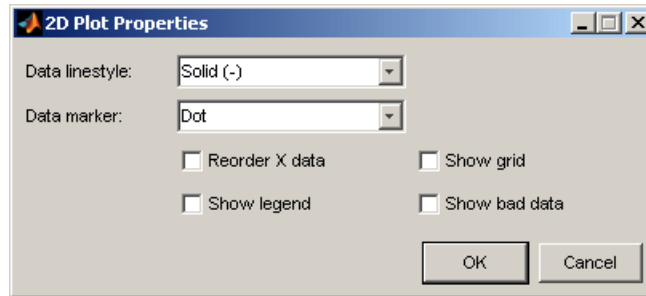 2D Plot Properties
Data linestyle: Solid (-)
Data marker: Dot
Reorder X data Show grid
Show legend Show bad data
OK Cancel